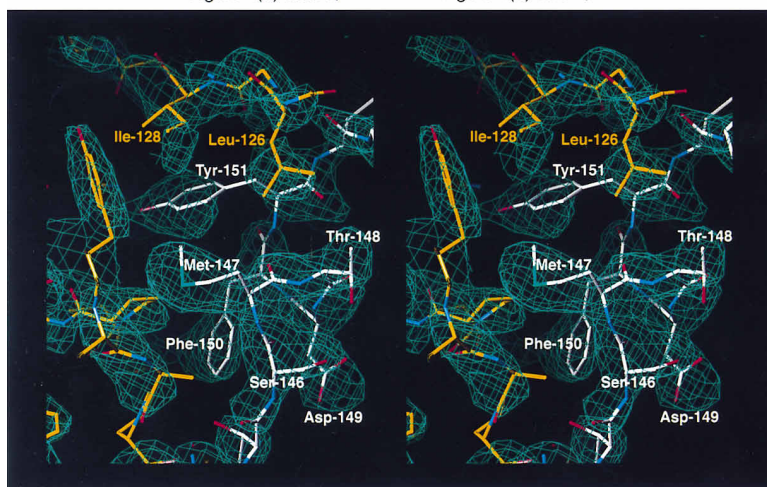 Ile-128
Leu-126
Tyr-151
Thr-148
Met-147
Phe-150
Ser-146
Asp-149
Ile-128
Leu-126
Tyr-151
Thr-148
Met-147
Phe-150
Ser-146
Asp-149